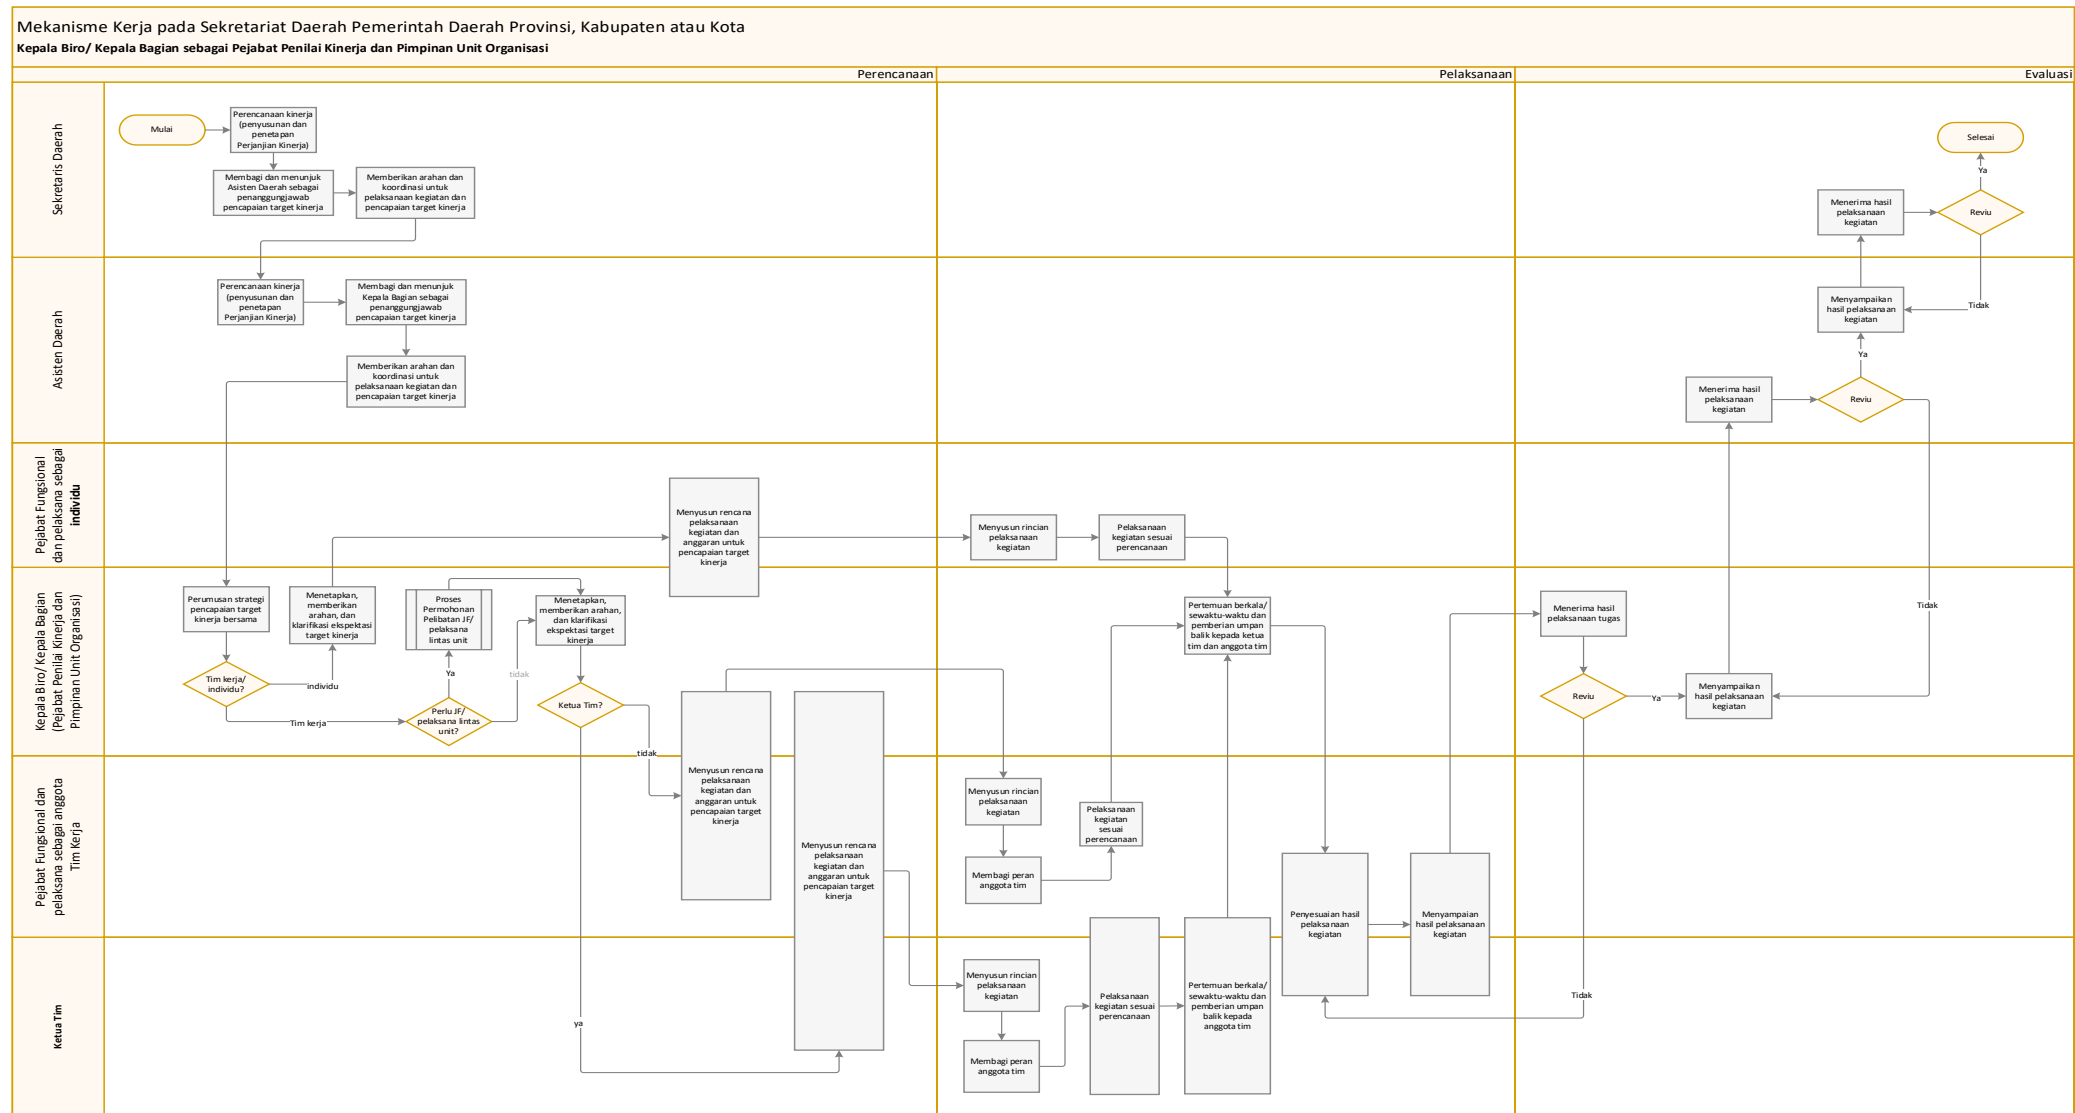 Mekanisme Kerja pada Sekretariat Daerah Pemerintah Daerah Provinsi, Kabupaten atau Kota
Kepala Biro/ Kepala Bagian sebagai Pejabat Penilai Kinerja dan Pimpinan Unit Organisasi
Perencanaan
Pelaksanaan
Evaluasi
Sekretaris Daerah
Mulai
Perencanaan kinerja
(penyusunan dan
penetapan
Perjanjian Kinerja)
Membagi dan menunjuk
Asisten Daerah sebagai
penanggungjawab
pencapaian target kinerja
Memberikan arahan dan
koordinasi untuk
pelaksanaan kegiatan dan
pencapaian target kinerja
Menerima hasil
pelaksanaan
kegiatan
Reviu
Ya
Selesai
Tidak
Asisten Daerah
Perencanaan kinerja
(penyusunan dan
penetapan
Perjanjian Kinerja)
Membagi dan menunjuk
Kepala Bagian sebagai
penanggungjawab
pencapaian target kinerja
Memberikan arahan dan
koordinasi untuk
pelaksanaan kegiatan dan
pencapaian target kinerja
Menyampaikan
hasil pelaksanaan
kegiatan
Ya
Menerima hasil
pelaksanaan
kegiatan
Reviu
Tidak
Pejabat Fungsional
dan pelaksana sebagai
individu
Menyusun rencana
pelaksanaan
kegiatan dan
anggaran untuk
pencapaian target
kinerja
Menyusun rincian
pelaksanaan
kegiatan
Pelaksanaan
kegiatan sesuai
perencanaan
Kepala Biro/ Kepala Bagian
(Pejabat Penilai Kinerja dan
Pimpinan Unit Organisasi)
Perumusan strategi
pencapaian target
kinerja bersama
Menetapkan,
memberikan
arahan, dan
klarifikasi ekspektasi
target kinerja
Proses
Permohonan
Pelibatan JF/
pelaksana
lintas unit
Menetapkan,
memberikan arahan,
dan klarifikasi
ekspektasi target
kinerja
Tim kerja/
individu?
individu
Tim kerja
Ya
tidak
Perlu JF/
pelaksana lintas
unit?
Ketua Tim?
tidak
Pertemuan berkala/
sewaktu-waktu dan
pemberian umpan
balik kepada ketua
tim dan anggota tim
Menerima hasil
pelaksanaan tugas
Reviu
Ya
Menyampaikan
hasil pelaksanaan
kegiatan
Pejabat Fungsional dan
pelaksana sebagai anggota
Tim Kerja
Menyusun rencana
pelaksanaan
kegiatan dan
anggaran untuk
pencapaian target
kinerja
Menyusun rencana
pelaksanaan
kegiatan dan
anggaran untuk
pencapaian target
kinerja
Menyusun rincian
pelaksanaan
kegiatan
Membagi peran
anggota tim
Pelaksanaan
kegiatan
sesuai
perencanaan
Penyesuaian hasil
pelaksanaan
kegiatan
Menyampaian
hasil pelaksanaan
kegiatan
Ketua Tim
ya
Menyusun rincian
pelaksanaan
kegiatan
Membagi peran
anggota tim
Pelaksanaan
kegiatan sesuai
perencanaan
Pertemuan berkala/
sewaktu-waktu dan
pemberian umpan
balik kepada
anggota tim
Tidak